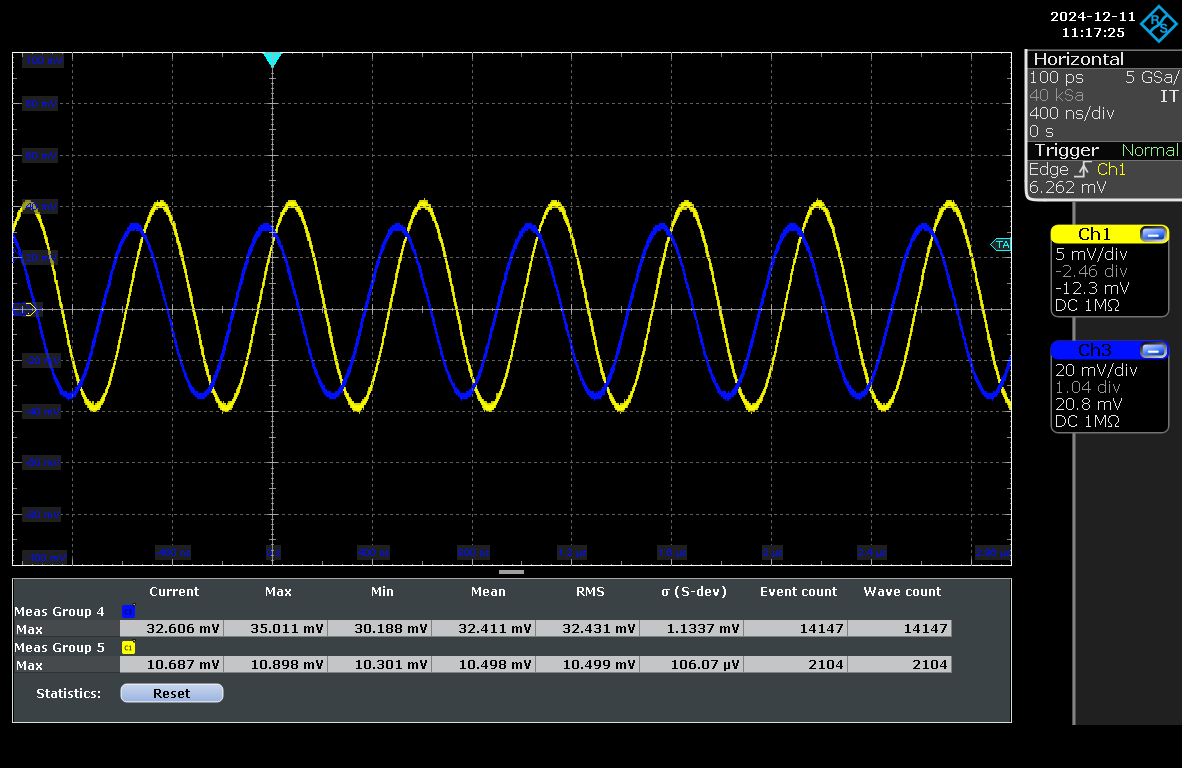 2024-12-11
11:17:25
R S
Horizontal
100 ps 5 GSa/
40 kSa IT
400 ns/div
0 s
Trigger Normal
Edge Ch1
6.262 mV
TA
Ch1
5 mV/div
-2.46 div
-12.3 mV
DC 1MΩ
Ch3
20 mV/div
1.04 div
20.8 mV
DC 1MΩ
60 mV
-40 mV
Current Max Min Mean RMS σ (S-dev) Event count Wave count
Meas Group 4
Max 32.606 mV 35.011 mV 30.188 mV 32.411 mV 32.431 mV 1.1337 mV 14147 14147
Meas Group 5 C1
Max 10.687 mV 10.898 mV 10.301 mV 10.498 mV 10.499 mV 106.07 µV 2104 2104
Statistics: Reset